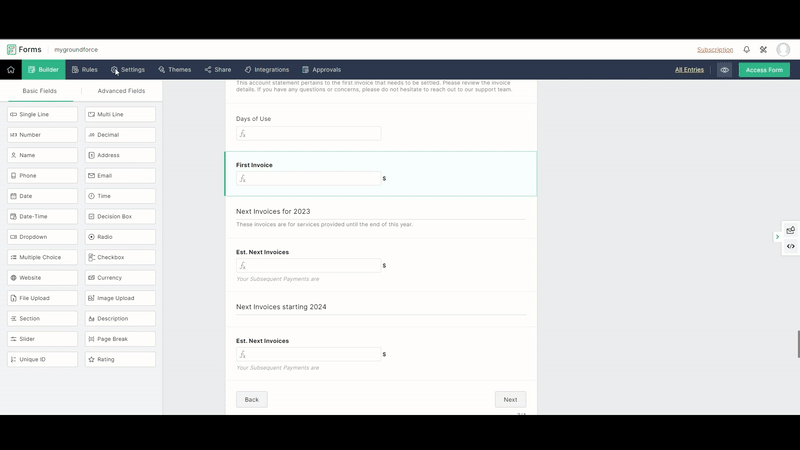 Forms / mygroundforce
Subscription
Builder Rules Settings Themes Share Integrations Approvals
All Entries
Access Form
Basic Fields
Advanced Fields
Single Line
Multi Line
Number
Decimal
Name
Address
Phone
Email
Date
Time
Date-Time
Decision Box
Dropdown
Radio
Multiple Choice
Checkbox
Website
Currency
File Upload
Image Upload
Section
Description
Slider
Page Break
Unique ID
Rating
This account statement pertains to the first invoice that needs to be settled. Please review the invoice
details. If you have any questions or concerns, please do not hesitate to reach out to our support team.
Days of Use
fx
First Invoice
fx
$
Next Invoices for 2023
These invoices are for services provided until the end of this year.
Est. Next Invoices
fx
$
Your Subsequent Payments are
Next Invoices starting 2024
Est. Next Invoices
fx
$
Your Subsequent Payments are
Back
Next